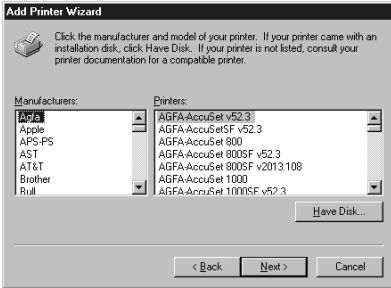 Add Printer Wizard
Click the manufacturer and model of your printer. If your printer came with an
installation disk, click Have Disk. If your printer is not listed, consult your
printer documentation for a compatible printer.
Manufacturers:
Agfa
Apple
APS-PS
AST
AT&T
Brother
Bull
Printers:
AGFA-AccuSet v52.3
AGFA-AccuSetSF v52.3
AGFA-AccuSet 800
AGFA-AccuSet 800SF v52.3
AGFA-AccuSet 800SF v2013.108
AGFA-AccuSet 1000
AGFA-AccuSet 1000SF v52.3
Have Disk...
< Back
Next >
Cancel